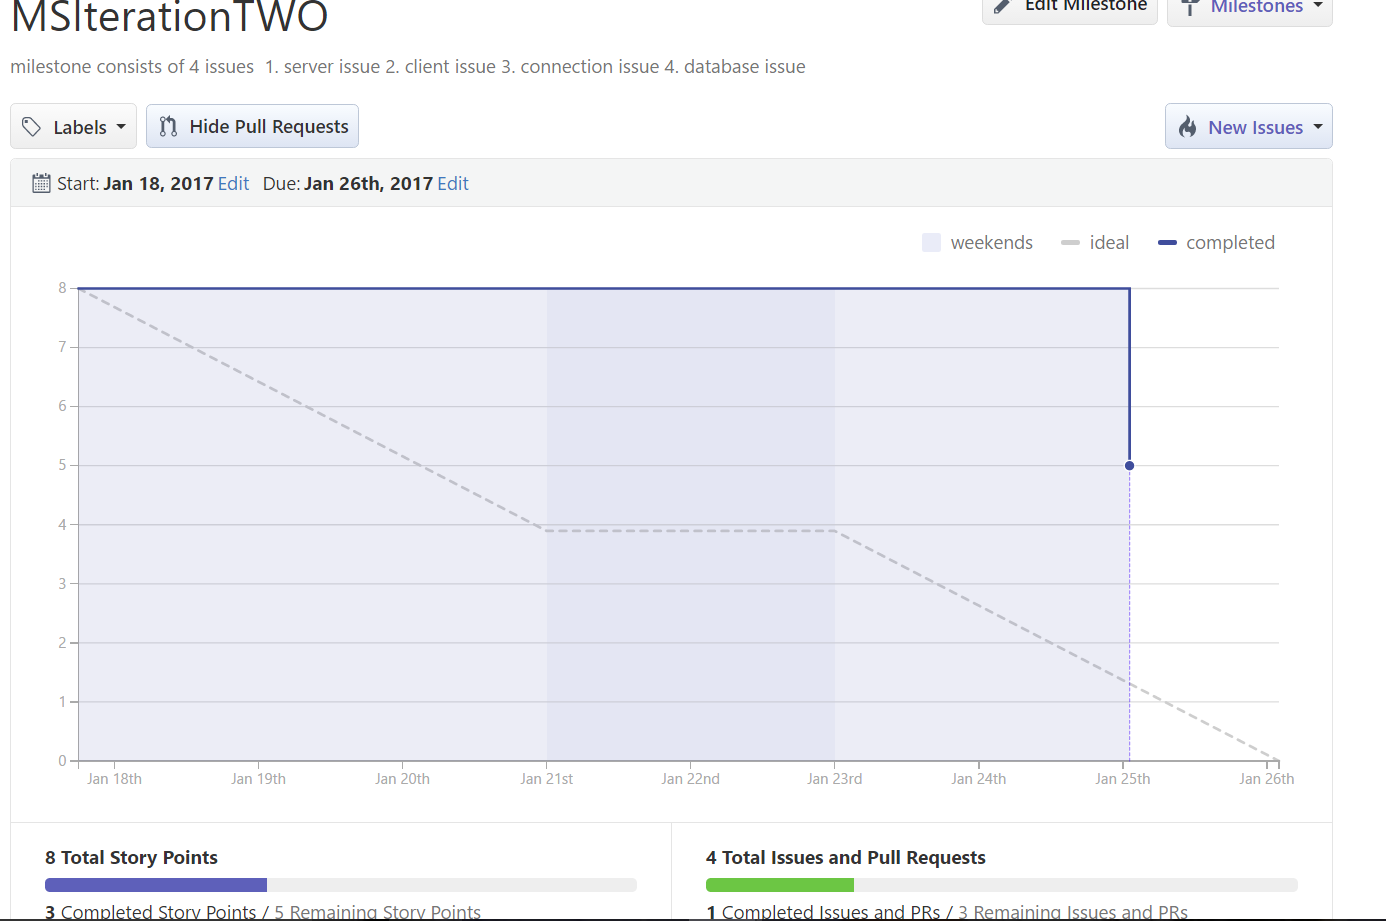 MSIterationTWO
Edit Milestone
Milestones
milestone consists of 4 issues 1. server issue 2. client issue 3. connection issue 4. database issue
Labels
Hide Pull Requests
New Issues
Start: Jan 18, 2017 Edit Due: Jan 26th, 2017 Edit
weekends ideal completed
8
7
6
5
4
3
2
1
0
Jan 18th Jan 19th Jan 20th Jan 21st Jan 22nd Jan 23rd Jan 24th Jan 25th Jan 26th
8 Total Story Points
3 Completed Story Points / 5 Remaining Story Points
4 Total Issues and Pull Requests
1 Completed Issues and PRs / 3 Remaining Issues and PRs